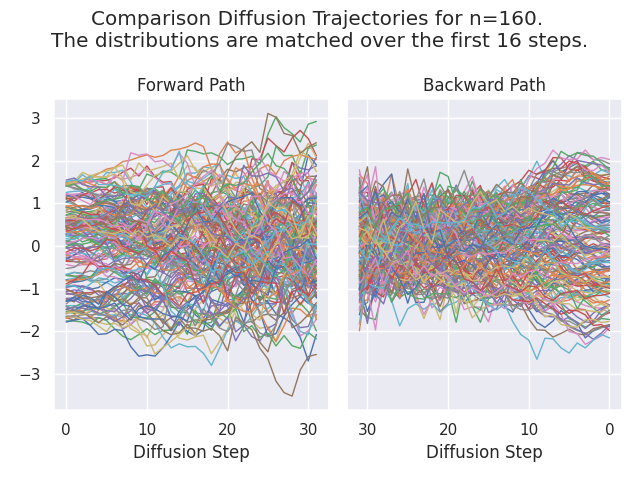 Comparison Diffusion Trajectories for n=160.
The distributions are matched over the first 16 steps.
Forward Path
Backward Path
3
2
1
0
−1
−2
−3
0 10 20 30
30 20 10 0
Diffusion Step
Diffusion Step